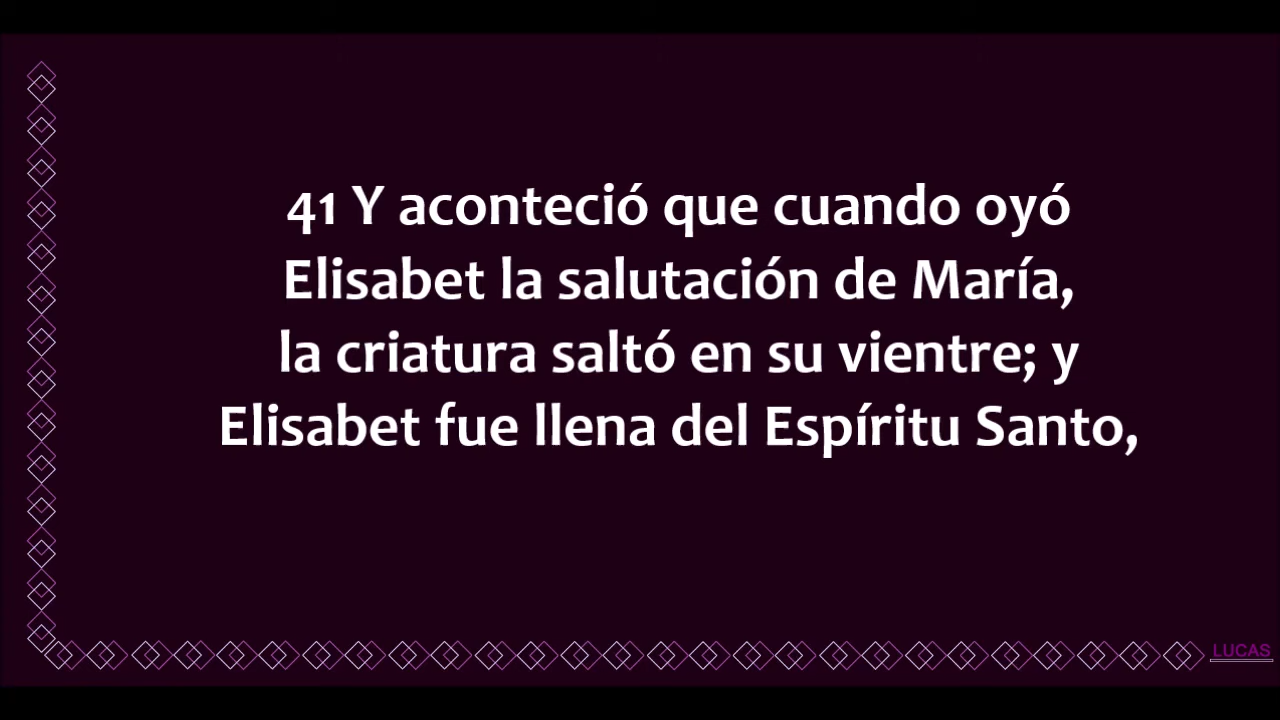 41 Y aconteció que cuando oyó
Elisabet la salutación de María,
la criatura saltó en su vientre; y
Elisabet fue llena del Espíritu Santo,
LUCAS